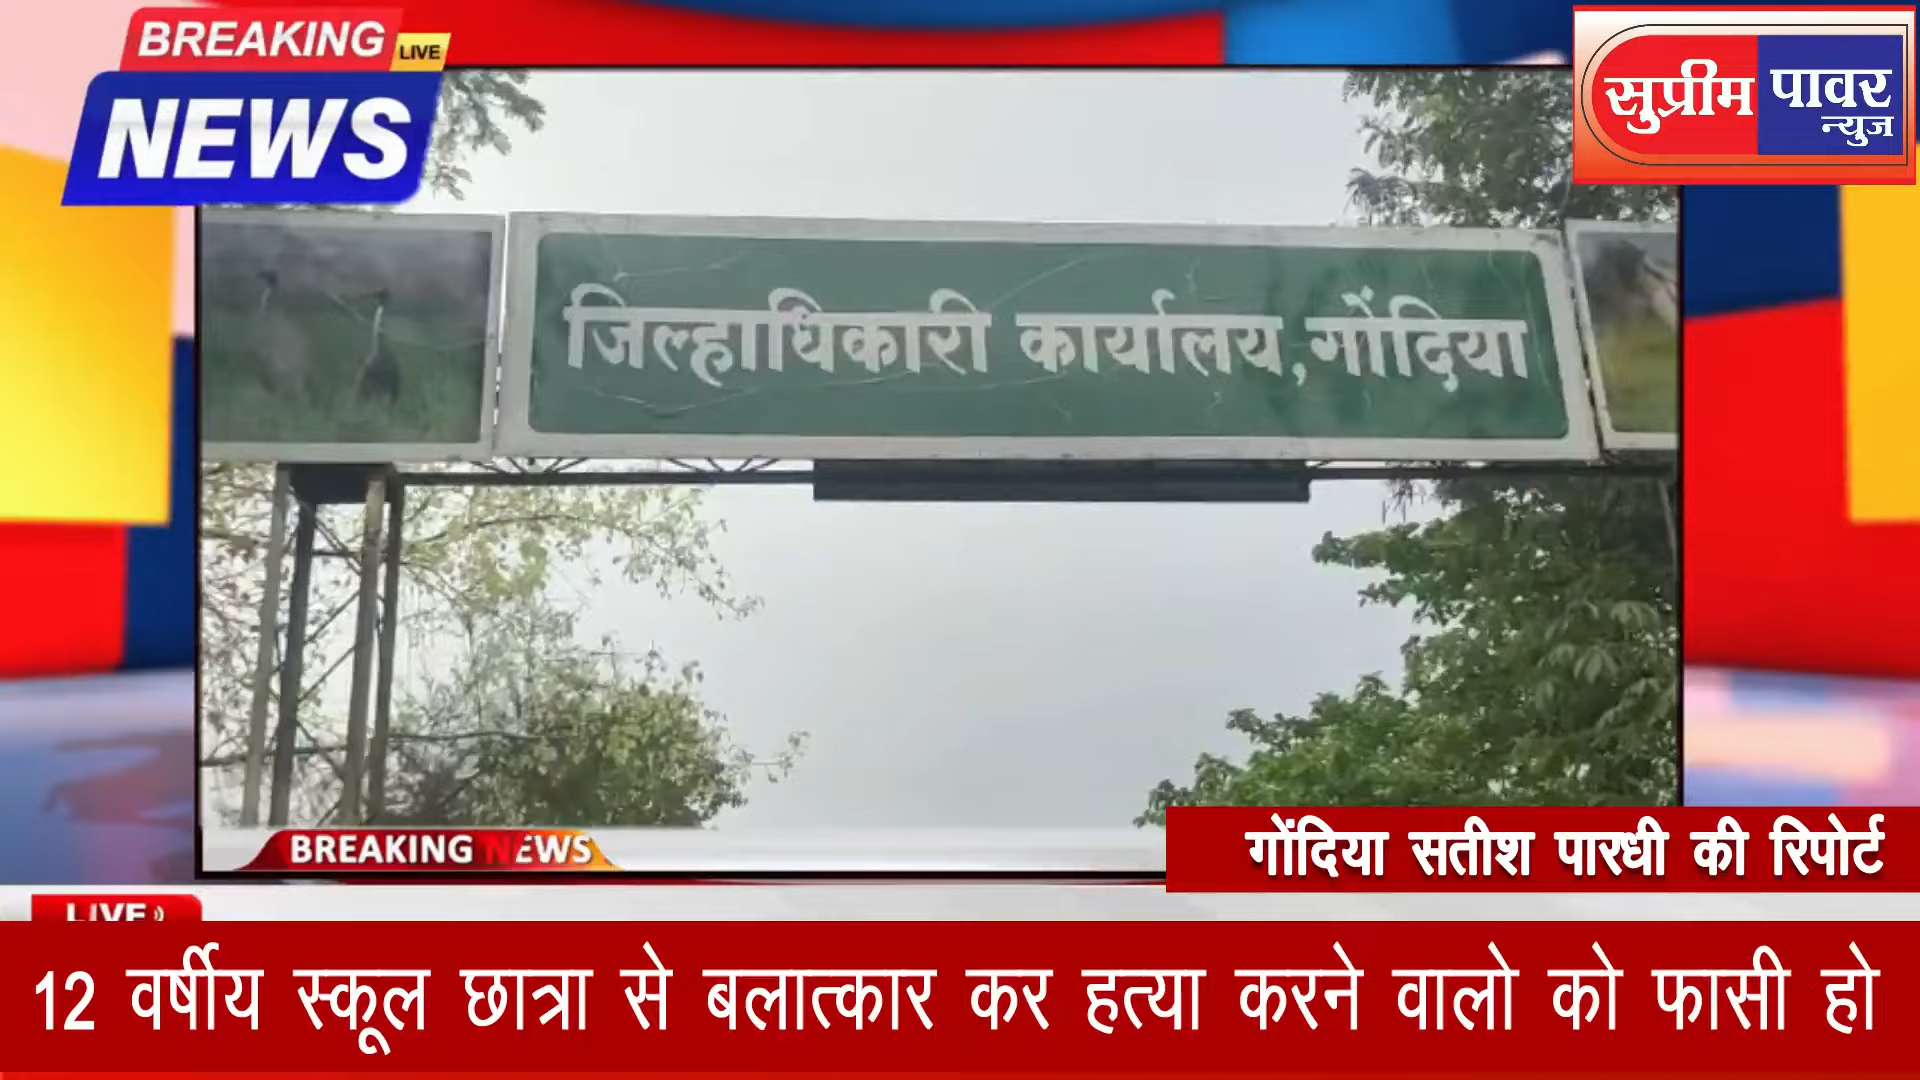 BREAKING LIVE
NEWS
सुप्रीम पावर
न्युज
जिल्हाधिकारी कार्यालय, गोंदिया
BREAKING NEWS
गोंदिया सतीश पारधी की रिपोर्ट
LIVE
12 वर्षीय स्कूल छात्रा से बलात्कार कर हत्या करने वालो को फासी हो